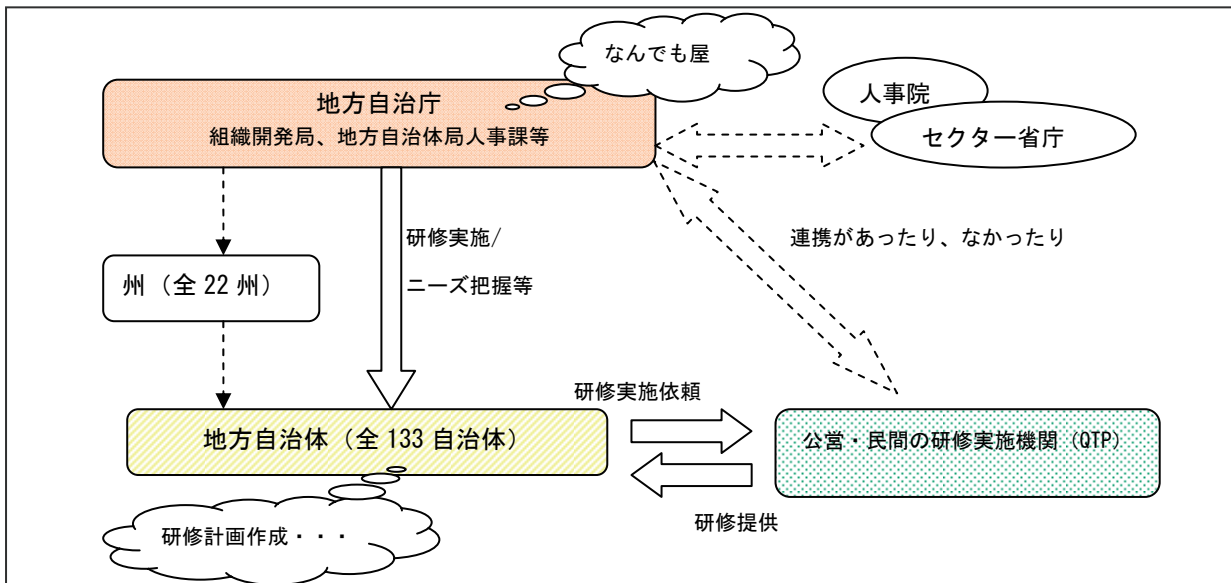 なんでも屋
地方自治庁
組織開発局、地方自治体局人事課等
人事院
セクター省庁
研修実施/
ニーズ把握等
連携があったり、なかったり
州（全 22 州）
研修実施依頼
地方自治体（全 133 自治体）
公営・民間の研修実施機関（QTP）
研修提供
研修計画作成・・・